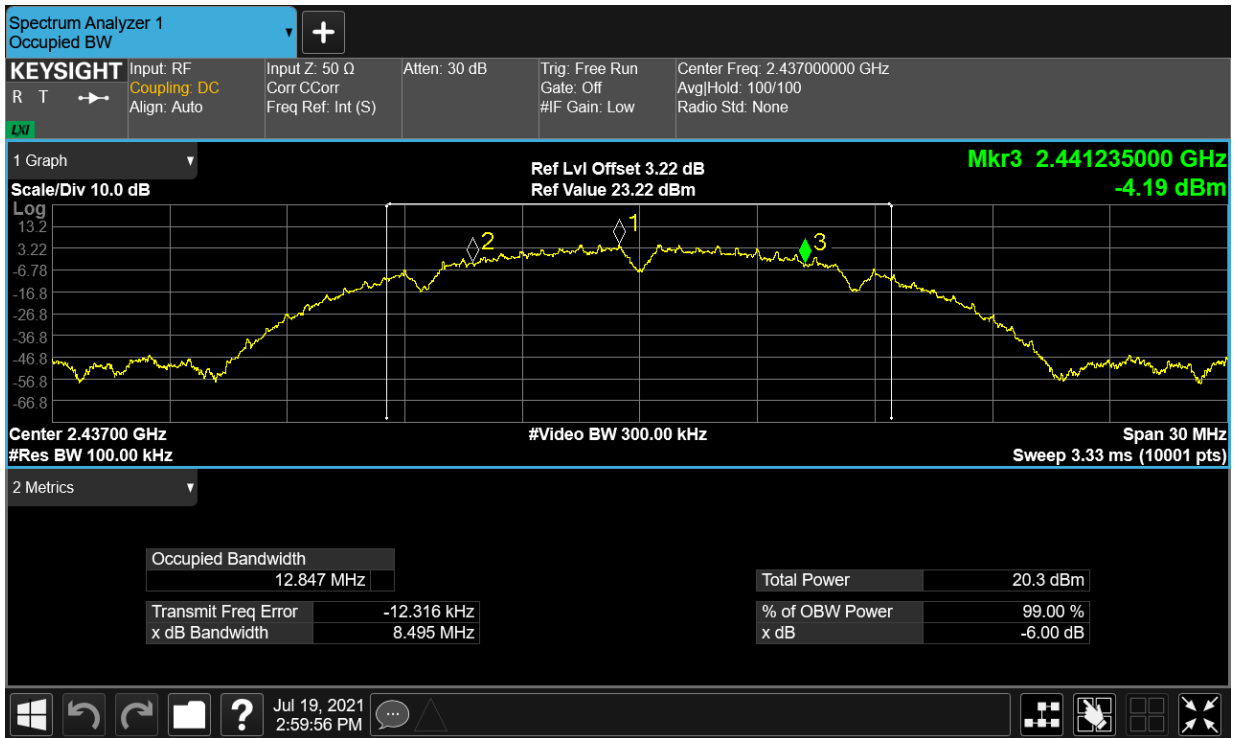 Spectrum Analyzer 1
Occupied BW
KEYSIGHT
R T
LXI
Input: RF
Coupling: DC
Align: Auto
Input Z: 50 Ω
Corr CCorr
Freq Ref: Int (S)
Atten: 30 dB
Trig: Free Run
Gate: Off
#IF Gain: Low
Center Freq: 2.437000000 GHz
Avg|Hold: 100/100
Radio Std: None
1 Graph
Scale/Div 10.0 dB
Ref Lvl Offset 3.22 dB
Ref Value 23.22 dBm
Mkr3 2.441235000 GHz
-4.19 dBm
Log
13.2
3.22
-6.78
-16.8
-26.8
-36.8
-46.8
-56.8
-66.8
2
1
3
Center 2.43700 GHz
#Video BW 300.00 kHz
Span 30 MHz
#Res BW 100.00 kHz
Sweep 3.33 ms (10001 pts)
2 Metrics
Occupied Bandwidth
12.847 MHz
Total Power 20.3 dBm
Transmit Freq Error -12.316 kHz
% of OBW Power 99.00 %
x dB Bandwidth 8.495 MHz
x dB -6.00 dB
?
Jul 19, 2021
2:59:56 PM